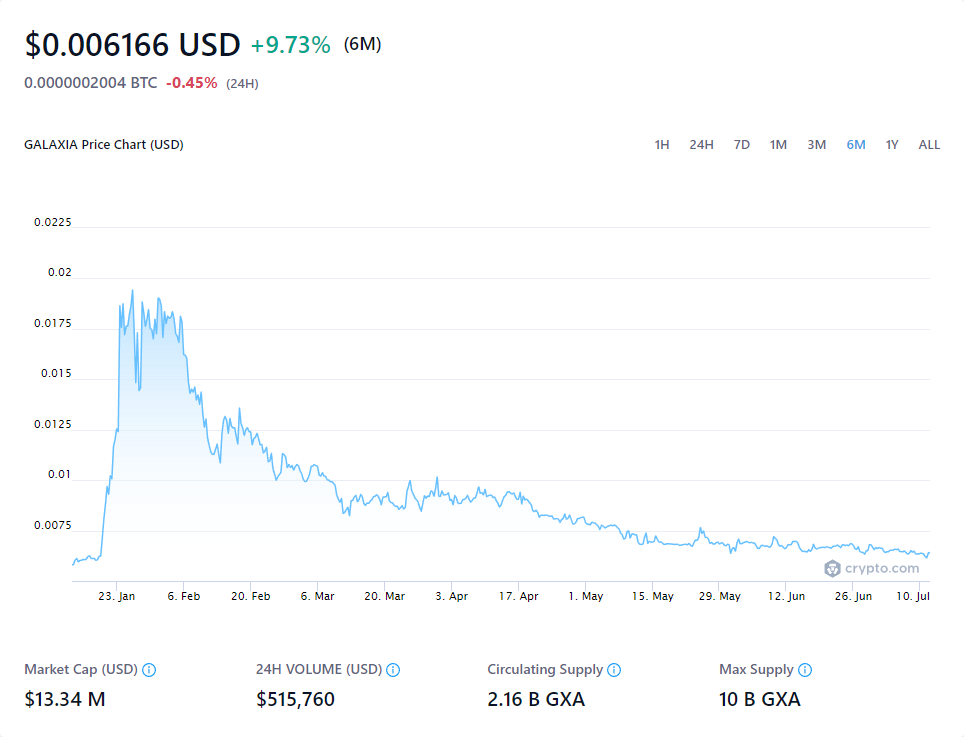 $0.006166 USD +9.73% (6M)
0.0000002004 BTC -0.45% (24H)
GALAXIA Price Chart (USD) 1H 24H 7D 1M 3M 6M 1Y ALL
0.0225
0.02
0.0175
0.015
0.0125
0.01
0.0075
crypto.com
23. Jan 6. Feb 20. Feb 6. Mar 20. Mar 3. Apr 17. Apr 1. May 15. May 29. May 12. Jun 26. Jun 10. Jul
Market Cap (USD) 24H VOLUME (USD) Circulating Supply Max Supply
$13.34 M $515,760 2.16 B GXA 10 B GXA